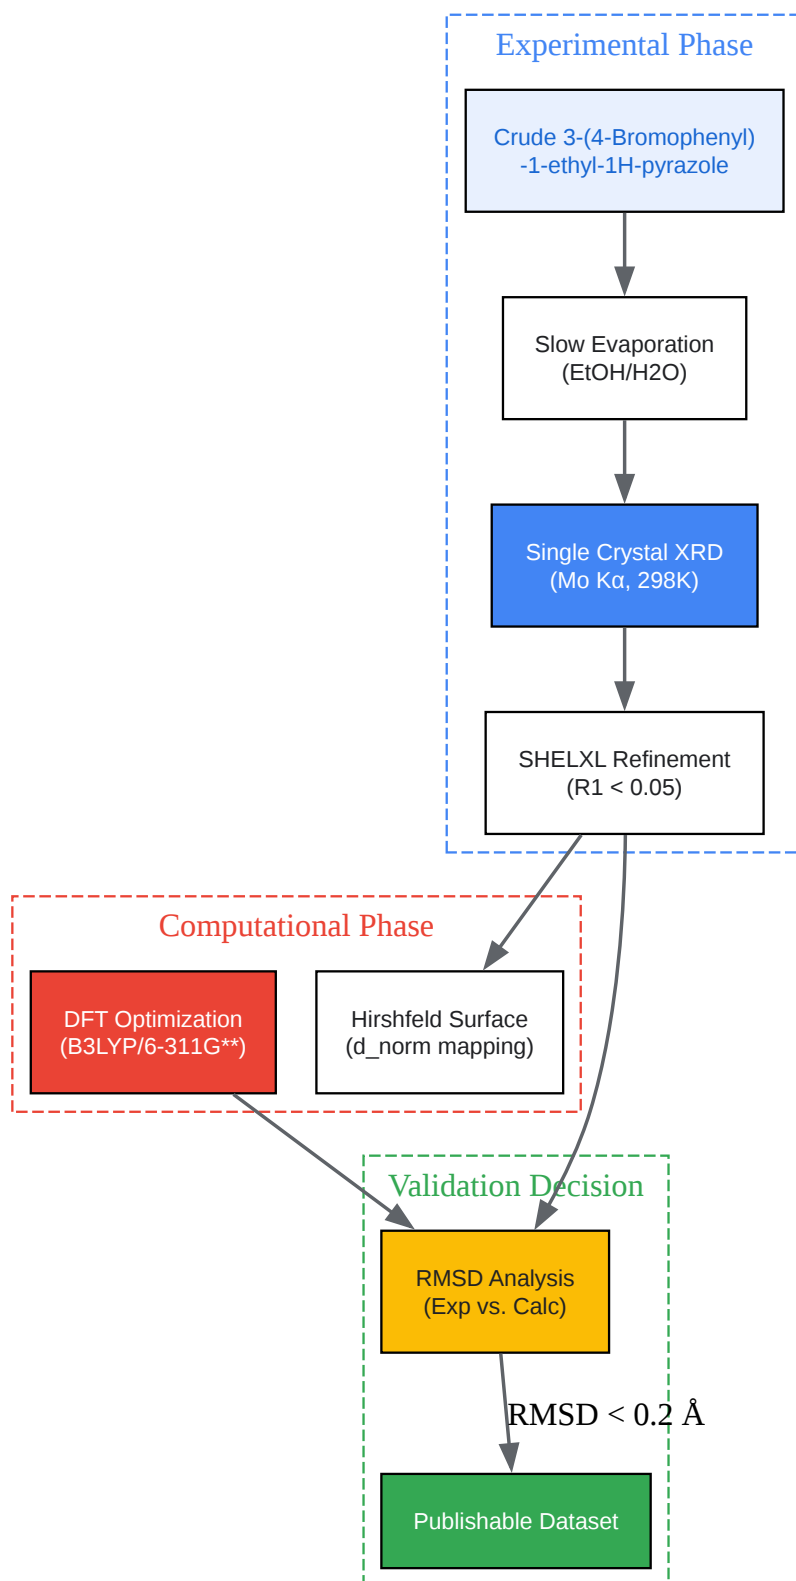 Experimental Phase
Crude 3-(4-Bromophenyl)
-1-ethyl-1H-pyrazole
Slow Evaporation
(EtOH/H2O)
Single Crystal XRD
(Mo Kα, 298K)
SHELXL Refinement
(R1 < 0.05)
Computational Phase
DFT Optimization
(B3LYP/6-311G**)
Hirshfeld Surface
(d_norm mapping)
Validation Decision
RMSD Analysis
(Exp vs. Calc)
RMSD < 0.2 Å
Publishable Dataset